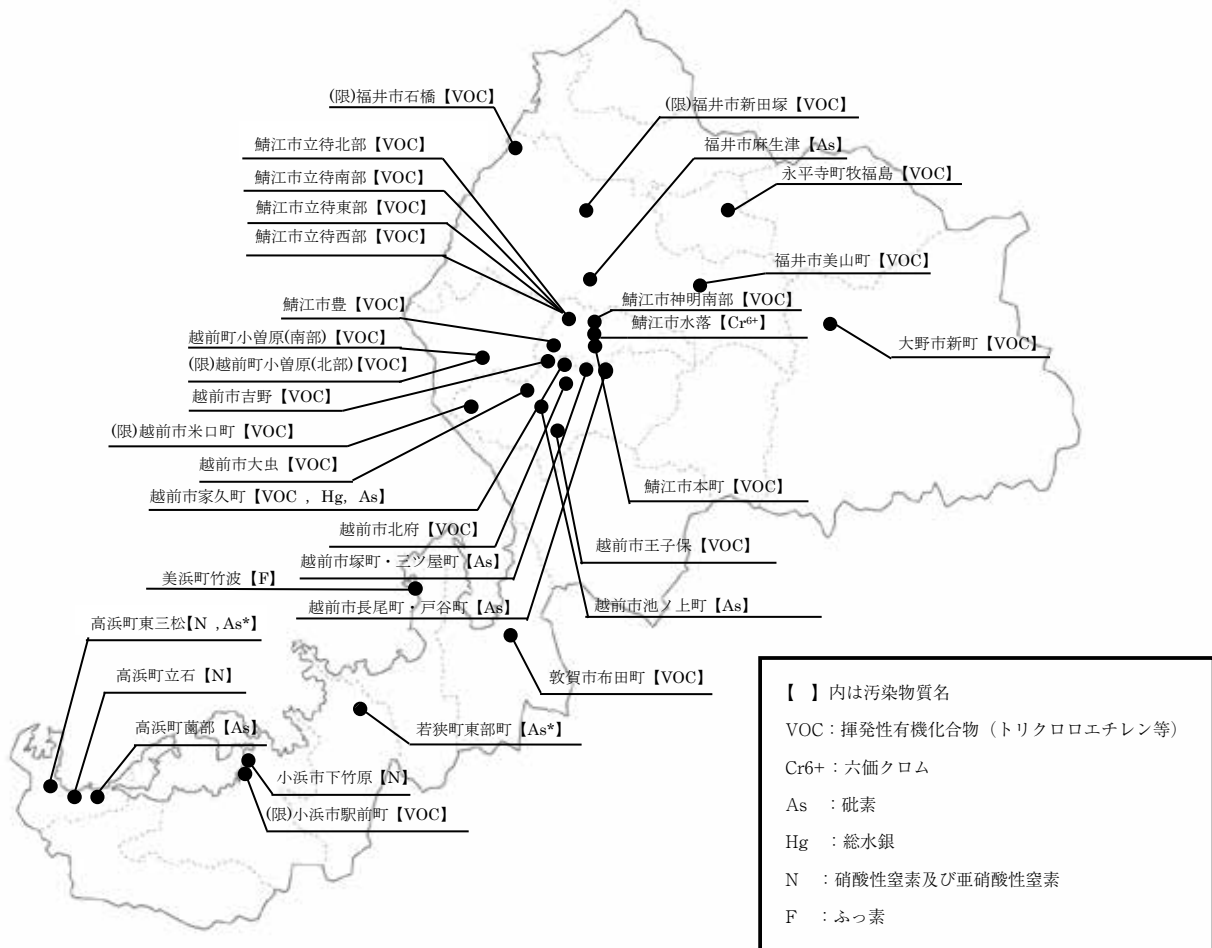 (限)福井市石橋【VOC】
(限)福井市新田塚【VOC】
鯖江市立待北部【VOC】
福井市麻生津【As】
鯖江市立待南部【VOC】
永平寺町牧福島【VOC】
鯖江市立待東部【VOC】
鯖江市立待西部【VOC】
福井市美山町【VOC】
鯖江市豊【VOC】
鯖江市神明南部【VOC】
鯖江市水落【Cr⁶⁺】
越前町小曽原(南部)【VOC】
大野市新町【VOC】
(限)越前町小曽原(北部)【VOC】
越前市吉野【VOC】
(限)越前市米口町【VOC】
越前市大虫【VOC】
越前市家久町【VOC , Hg, As】
鯖江市本町【VOC】
越前市北府【VOC】
越前市王子保【VOC】
越前市塚町・三ツ屋町【As】
美浜町竹波【F】
越前市長尾町・戸谷町【As】
越前市池ノ上町【As】
高浜町東三松【N , As*】
高浜町立石【N】
敦賀市布田町【VOC】
高浜町薗部【As】
若狭町東部町【As*】
小浜市下竹原【N】
(限)小浜市駅前町【VOC】
【 】内は汚染物質名
VOC：揮発性有機化合物（トリクロロエチレン等）
Cr6+：六価クロム
As ：砒素
Hg ：総水銀
N ：硝酸性窒素及び亜硝酸性窒素
F ：ふっ素